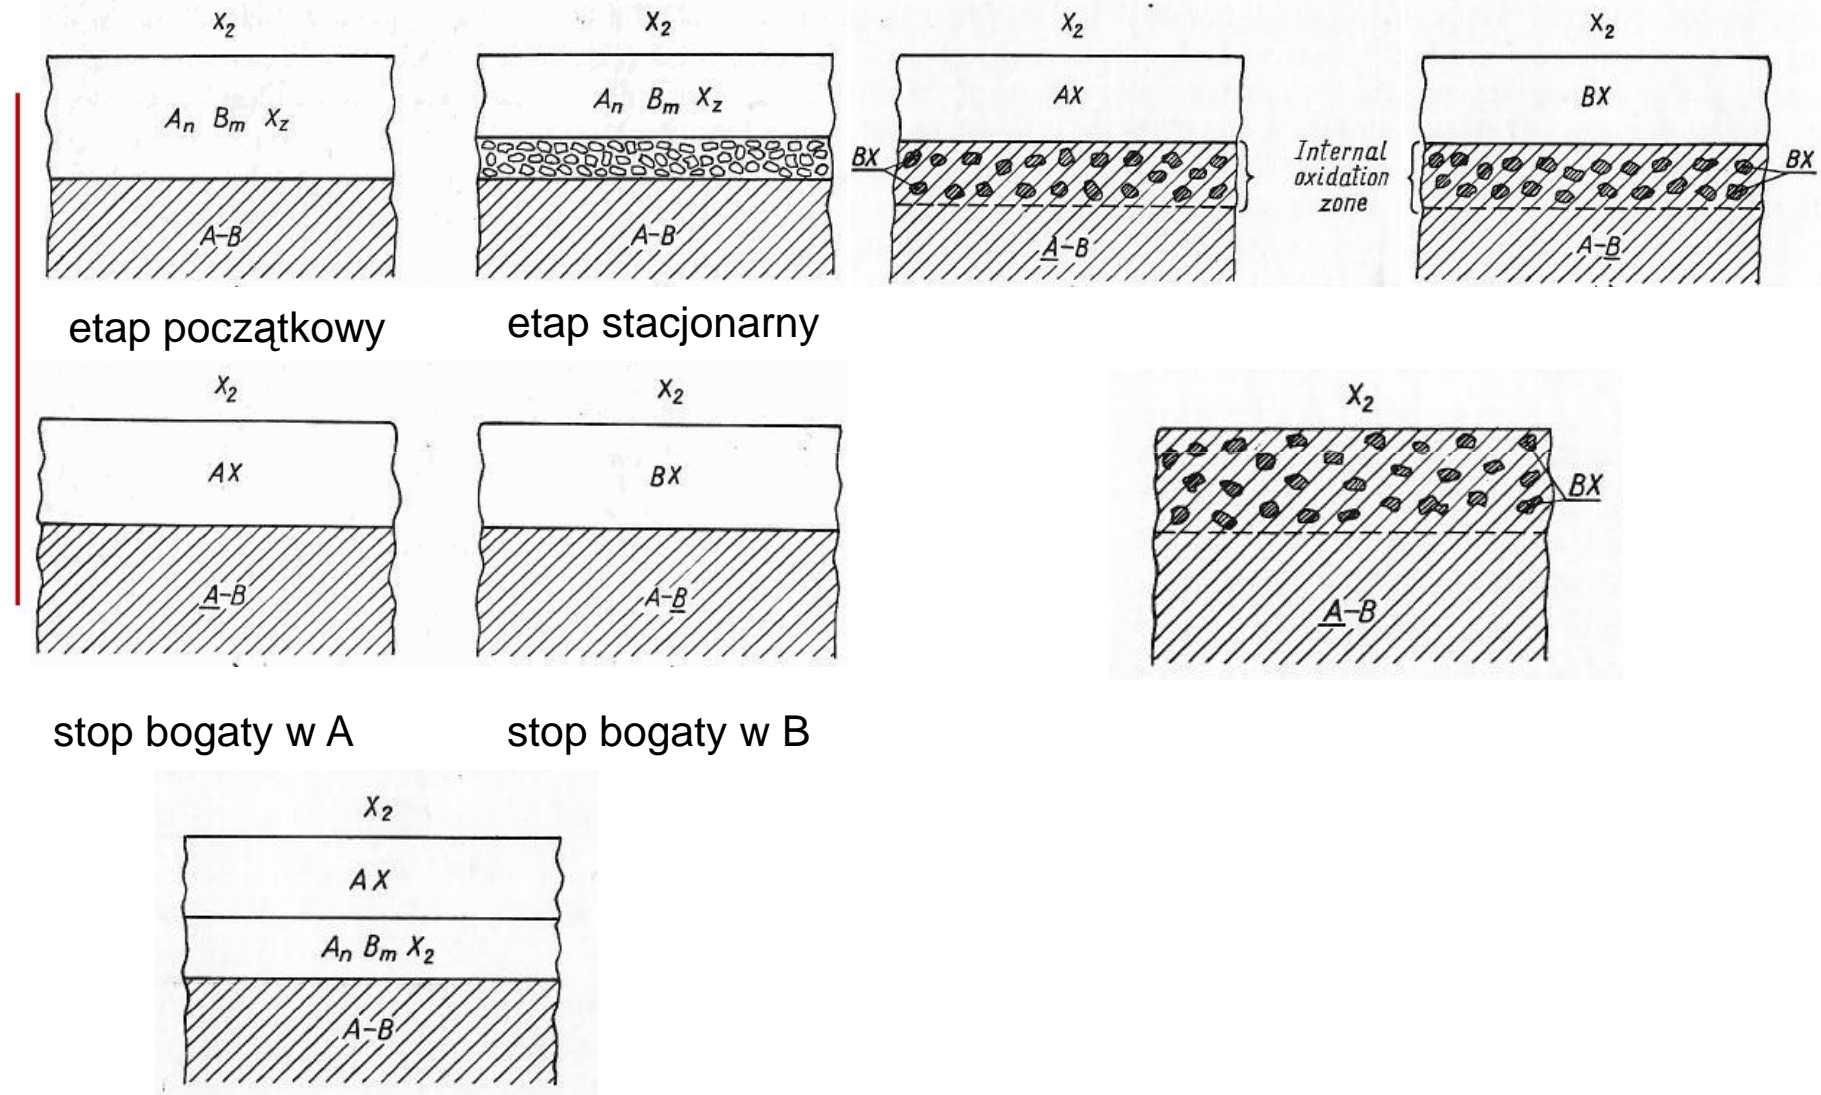 X2
An Bm Xz
A-B
etap początkowy
X2
An Bm Xz
A-B
etap stacjonarny
X2
AX
BX
A-B
Internal
oxidation
zone
X2
BX
BX
A-B
X2
AX
A-B
stop bogaty w A
X2
BX
A-B
stop bogaty w B
X2
BX
A-B
X2
AX
An Bm X2
A-B